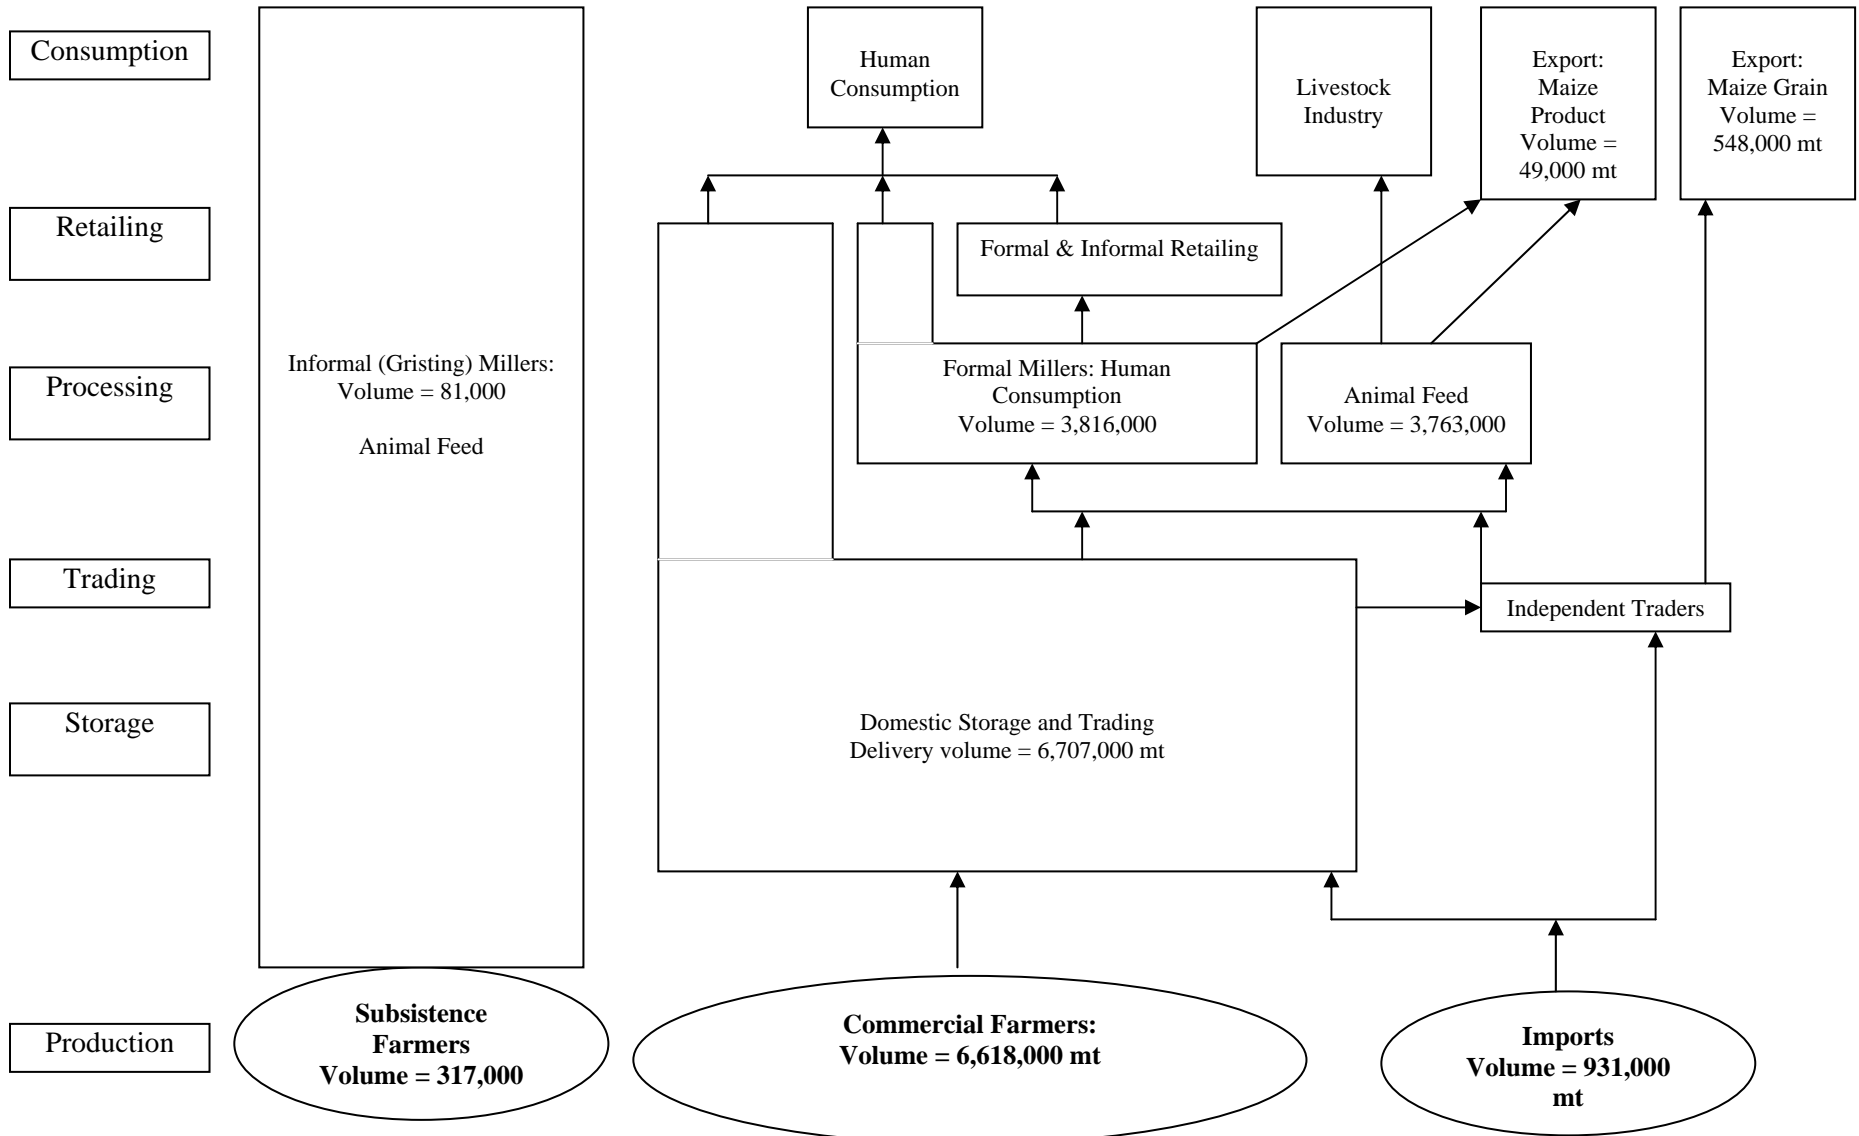 Consumption
Human
Consumption
Livestock
Industry
Export:
Maize
Product
Volume =
49,000 mt
Export:
Maize Grain
Volume =
548,000 mt
Retailing
Formal & Informal Retailing
Processing
Informal (Gristing) Millers:
Volume = 81,000
Animal Feed
Formal Millers: Human
Consumption
Volume = 3,816,000
Animal Feed
Volume = 3,763,000
Trading
Independent Traders
Storage
Domestic Storage and Trading
Delivery volume = 6,707,000 mt
Production
Subsistence
Farmers
Volume = 317,000
Commercial Farmers:
Volume = 6,618,000 mt
Imports
Volume = 931,000
mt